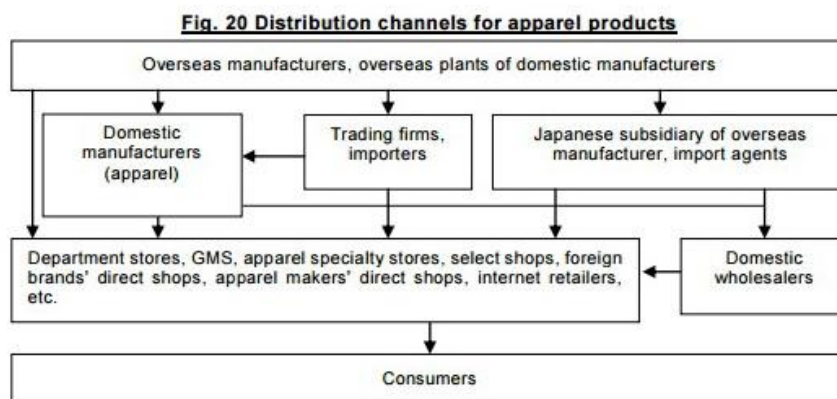 Fig. 20 Distribution channels for apparel products
Overseas manufacturers, overseas plants of domestic manufacturers
Domestic
manufacturers
(apparel)
Trading firms,
importers
Japanese subsidiary of overseas
manufacturer, import agents
Department stores, GMS, apparel specialty stores, select shops, foreign
brands' direct shops, apparel makers' direct shops, internet retailers,
etc.
Domestic
wholesalers
Consumers